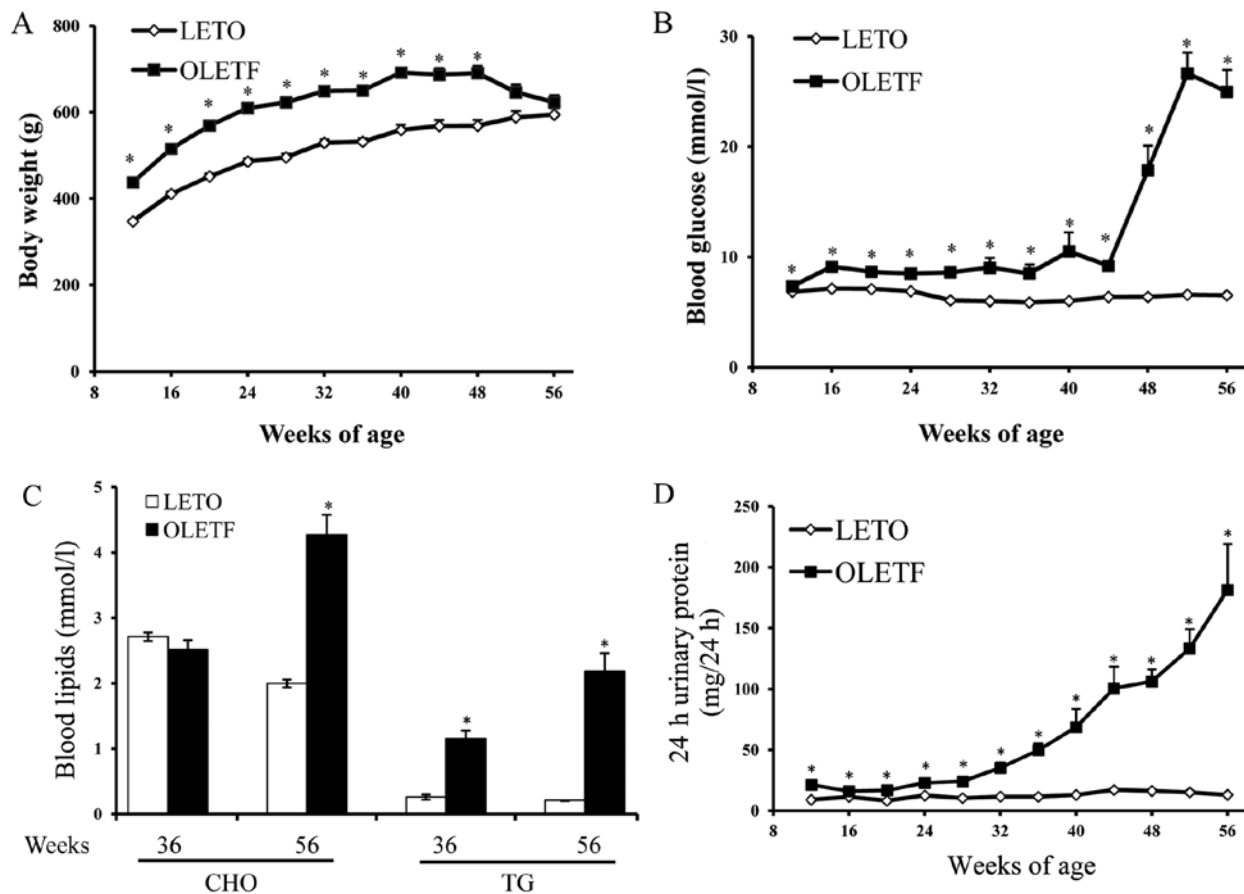 A
800
600
400
200
0
Body weight (g)
LETO
OLETF
* * * * * * * * * *
8 16 24 32 40 48 56
Weeks of age
B
30
20
10
0
Blood glucose (mmol/l)
LETO
OLETF
* * * * * * * * * * * *
8 16 24 32 40 48 56
Weeks of age
C
5
4
3
2
1
0
Blood lipids (mmol/l)
LETO
OLETF
* * *
Weeks 36 56 36 56
CHO TG
D
250
200
150
100
50
0
24 h urinary protein
(mg/24 h)
LETO
OLETF
* * * * * * * * * * * *
8 16 24 32 40 48 56
Weeks of age